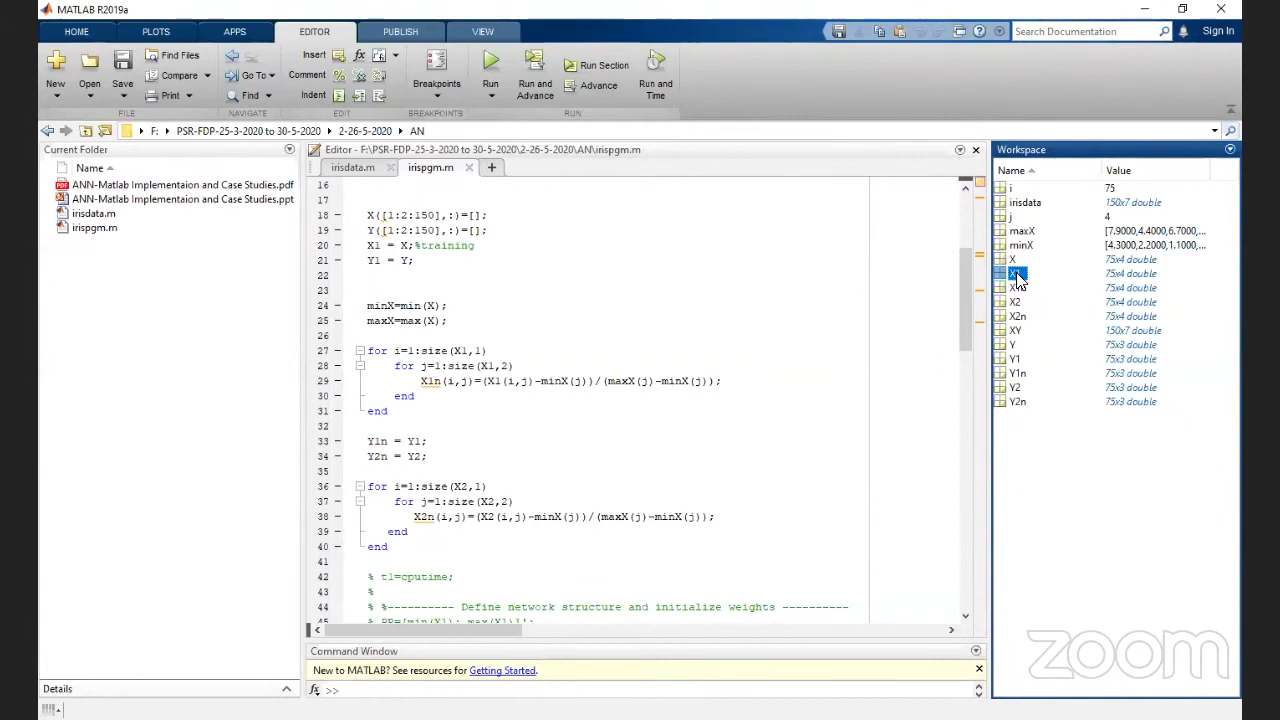 MATLAB R2019a
HOME PLOTS APPS EDITOR PUBLISH VIEW
Search Documentation
Sign In
New Open Save
Find Files
Compare
Print
Insert
Comment
Indent
Go To
Find
Breakpoints
Run
Run and Advance
Run Section
Advance
Run and Time
FILE NAVIGATE EDIT BREAKPOINTS RUN
F: PSR-FDP-25-3-2020 to 30-5-2020 2-26-5-2020 AN
Current Folder
Name
ANN-Matlab Implementaion and Case Studies.pdf
ANN-Matlab Implementaion and Case Studies.ppt
irisdata.m
irispgm.m
Details
Editor - F:\PSR-FDP-25-3-2020 to 30-5-2020\2-26-5-2020\AN\irispgm.m
irisdata.m irispgm.m
16
17
18 X([1:2:150],:)=[];
19 Y([1:2:150],:)=[];
20 X1 = X;%training
21 Y1 = Y;
22
23
24 minX=min(X);
25 maxX=max(X);
26
27 for i=1:size(X1,1)
28 for j=1:size(X1,2)
29 X1n(i,j)=(X1(i,j)-minX(j))/(maxX(j)-minX(j));
30 end
31 end
32
33 Y1n = Y1;
34 Y2n = Y2;
35
36 for i=1:size(X2,1)
37 for j=1:size(X2,2)
38 X2n(i,j)=(X2(i,j)-minX(j))/(maxX(j)-minX(j));
39 end
40 end
41
42 % t1=cputime;
43 %
44 % %---------- Define network structure and initialize weights ----------
45 % PR=[min(X1); max(X1)]';
Command Window
New to MATLAB? See resources for Getting Started.
fx >>
Workspace
Name Value
i 75
irisdata 150x7 double
j 4
maxX [7.9000,4.4000,6.7000,...
minX [4.3000,2.2000,1.1000,...
X 75x4 double
75x4 double
75x4 double
X2 75x4 double
X2n 75x4 double
XY 150x7 double
Y 75x3 double
Y1 75x3 double
Y1n 75x3 double
Y2 75x3 double
Y2n 75x3 double
zoom